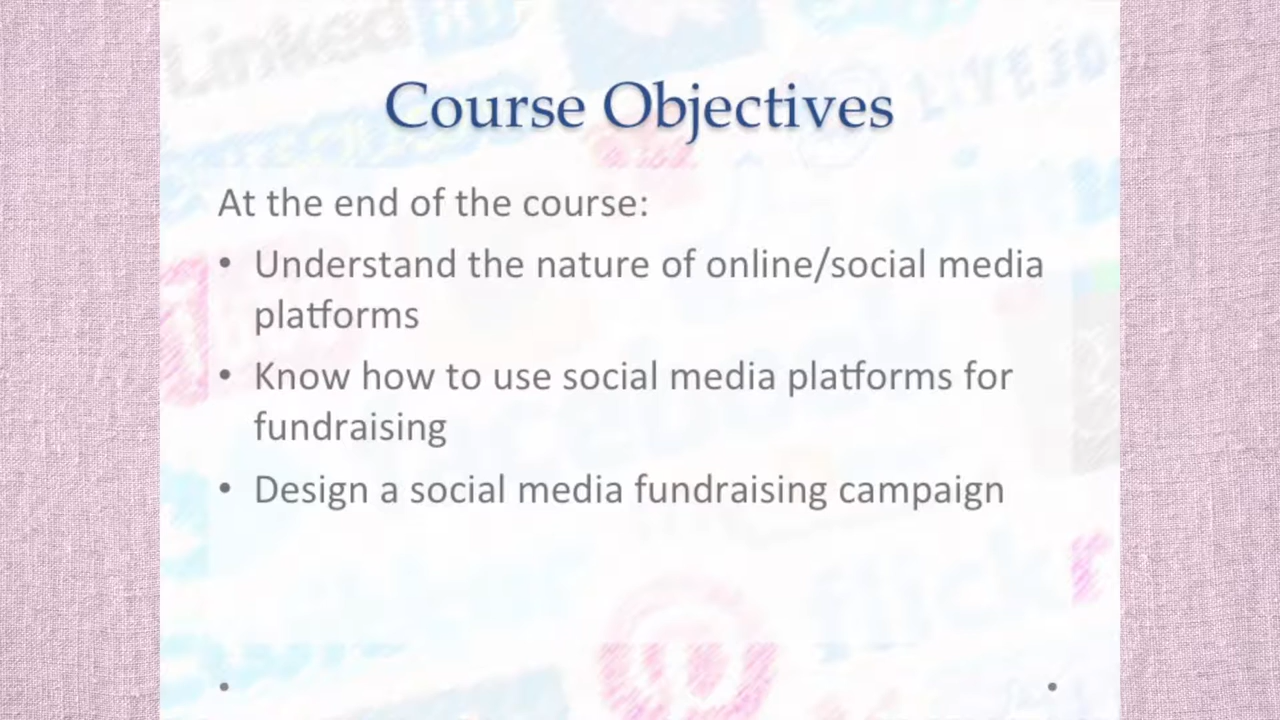 Course Objectives
At the end of the course:
• Understand the nature of online/social media
platforms
• Know how to use social media platforms for
fundraising
• Design a social media fundraising campaign